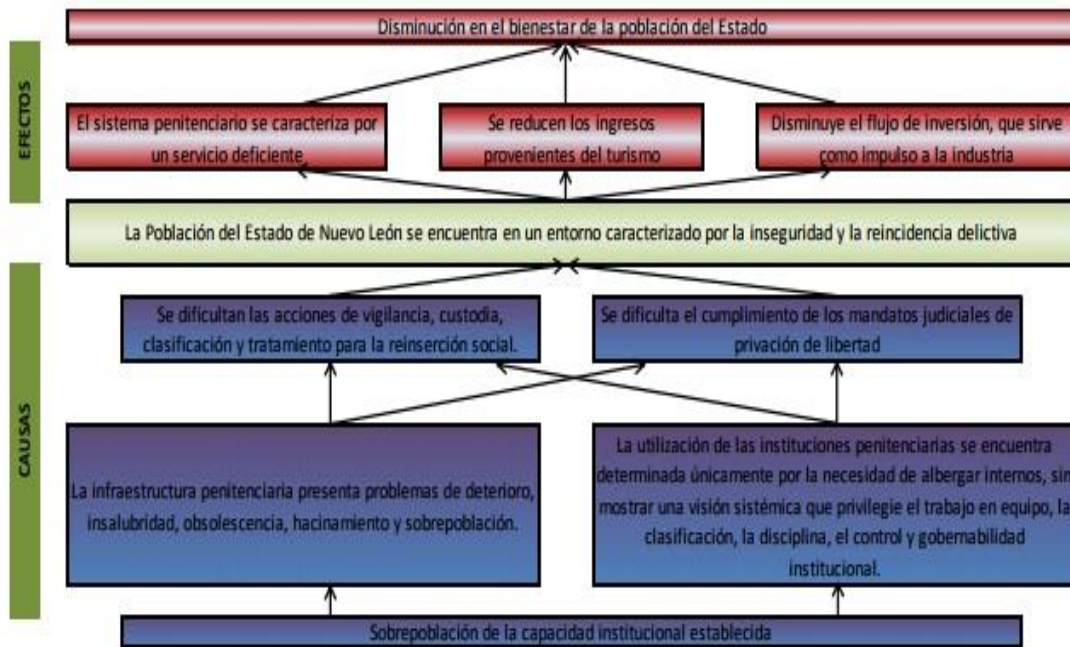 Disminución en el bienestar de la población del Estado
EFECTOS
El sistema penitenciario se caracteriza por
un servicio deficiente
Se reducen los ingresos
provenientes del turismo
Disminuye el flujo de inversión, que sirve
como impulso a la industria
La Población del Estado de Nuevo León se encuentra en un entorno caracterizado por la inseguridad y la reincidencia delictiva
CAUSAS
Se dificultan las acciones de vigilancia, custodia,
clasificación y tratamiento para la reinserción social.
Se dificulta el cumplimiento de los mandatos judiciales de
privación de libertad
La infraestructura penitenciaria presenta problemas de deterioro,
insalubridad, obsolescencia, hacinamiento y sobrepoblación.
La utilización de las instituciones penitenciarias se encuentra
determinada únicamente por la necesidad de albergar internos, sin
mostrar una visión sistémica que privilegie el trabajo en equipo, la
clasificación, la disciplina, el control y gobernabilidad
institucional.
Sobrepoblación de la capacidad institucional establecida